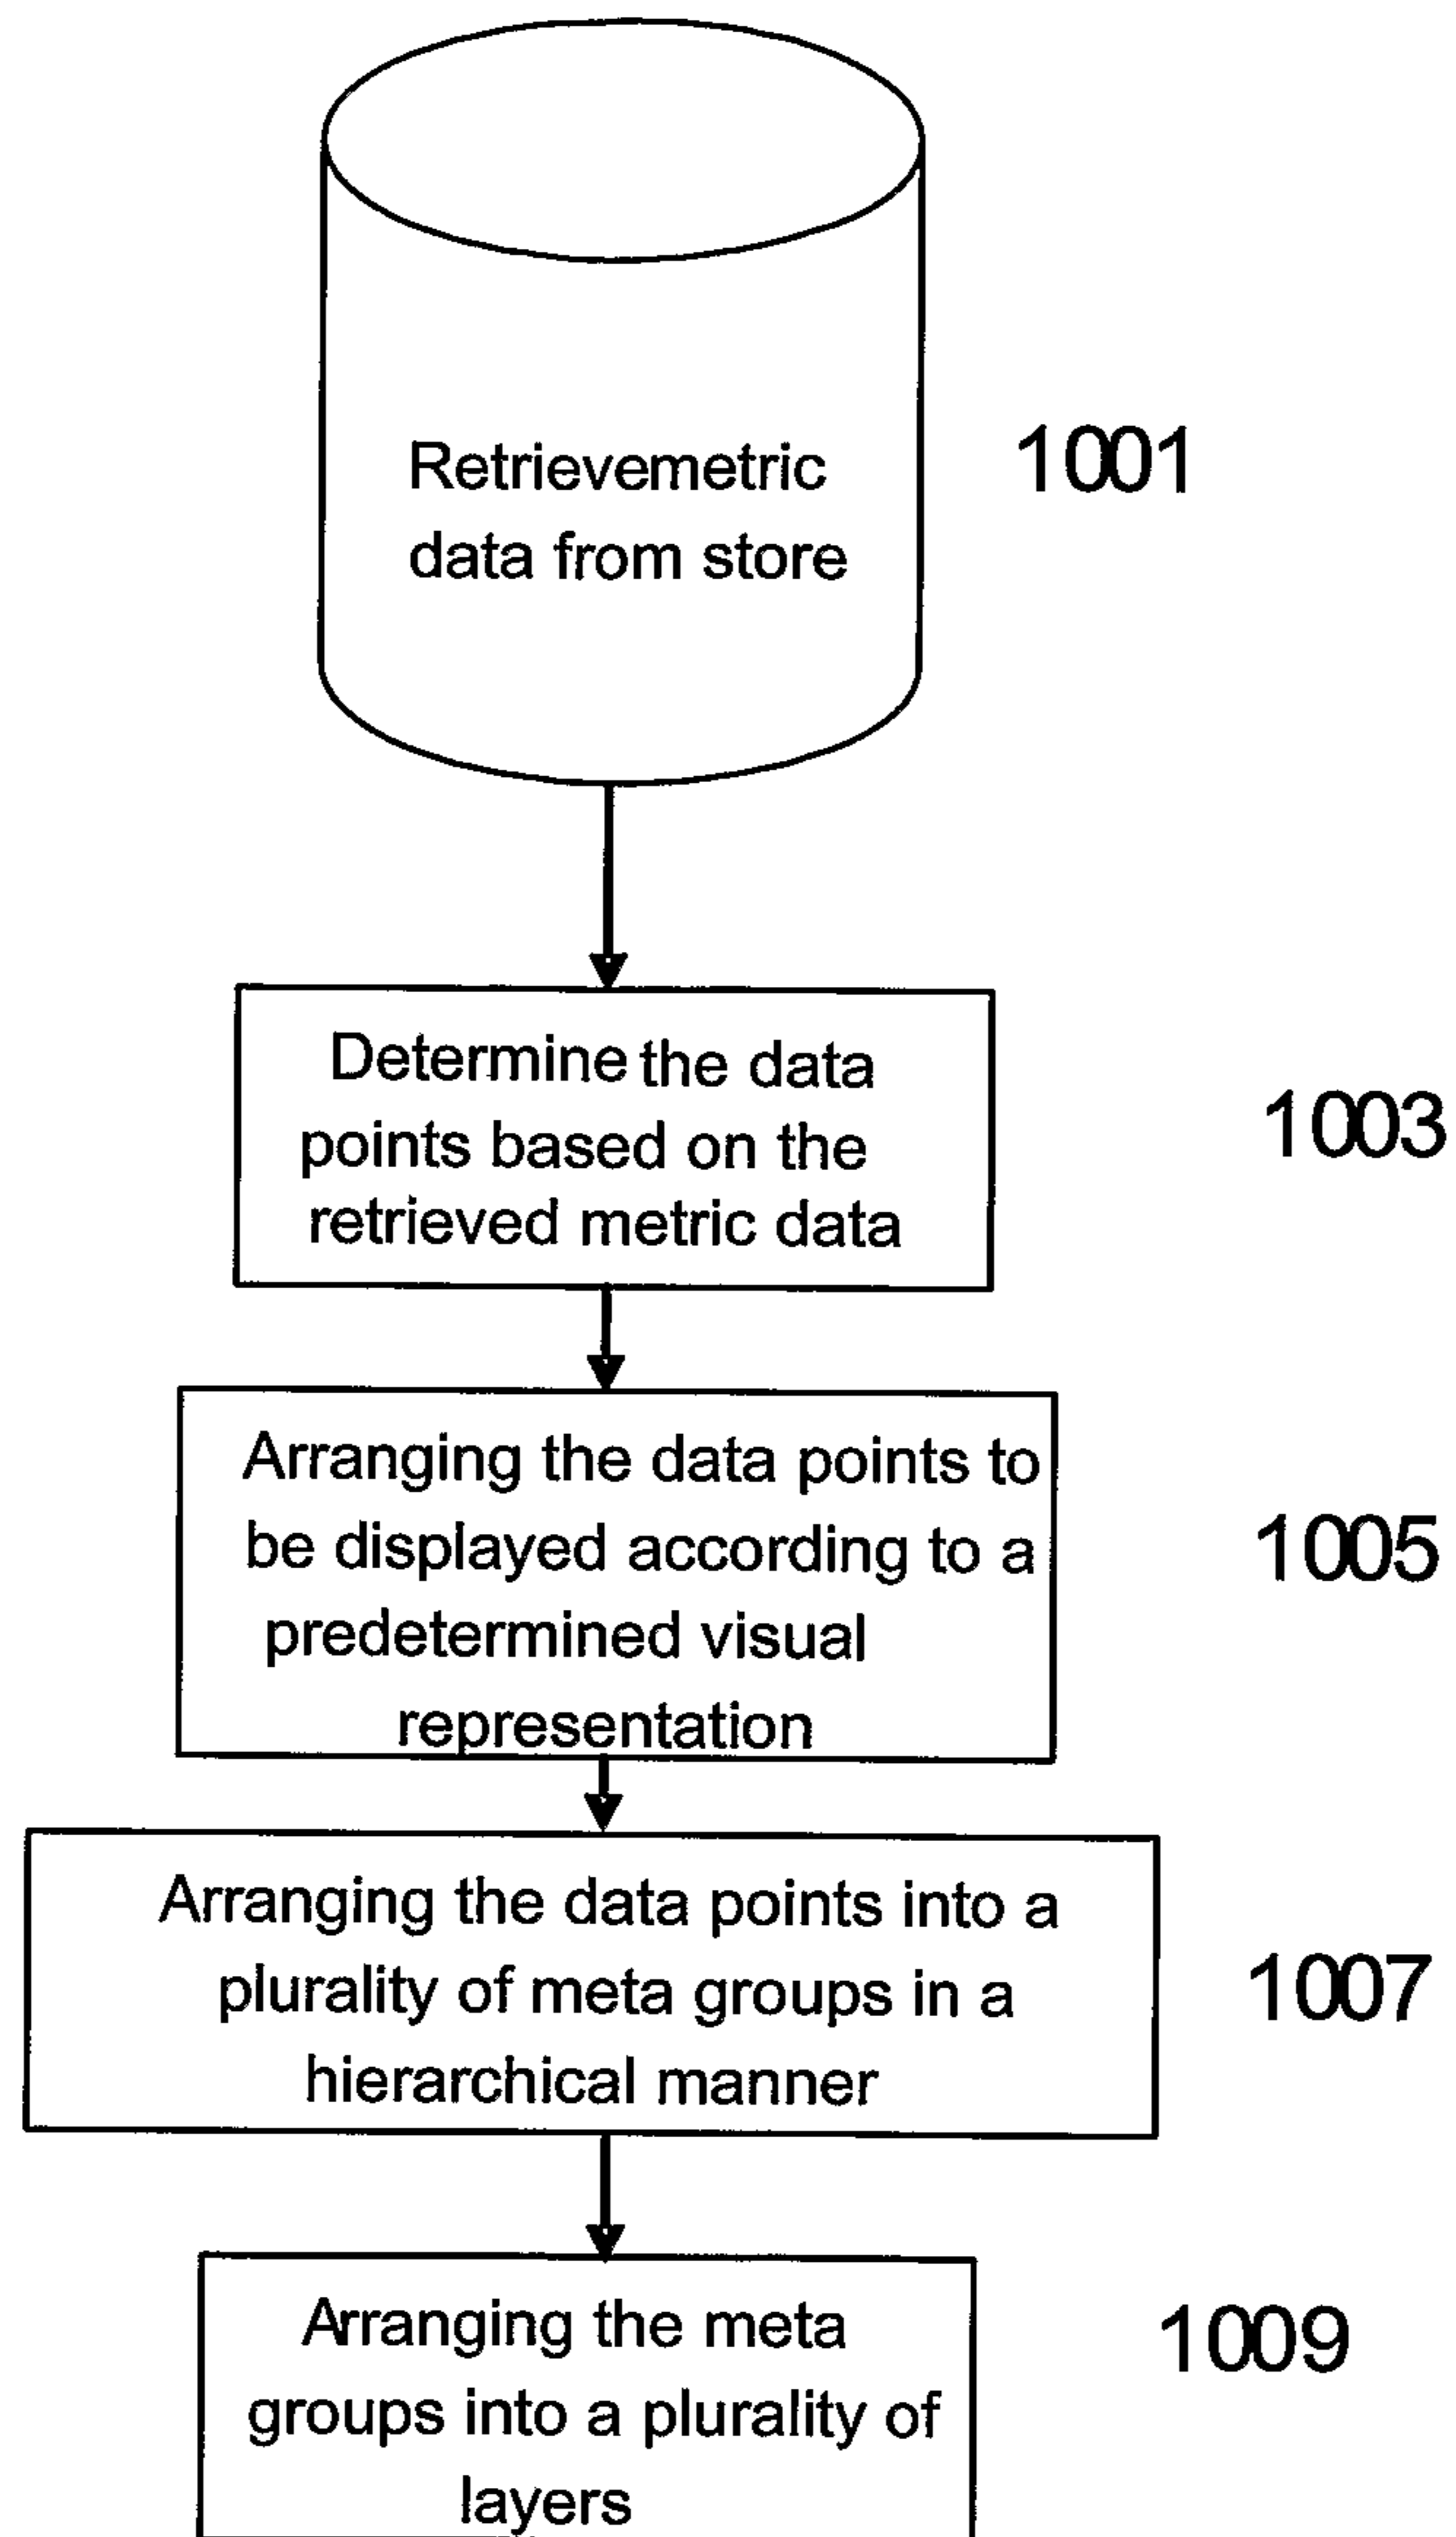 Retrievemetric
data from store
1001
Determine the data
points based on the
retrieved metric data
1003
Arranging the data points to
be displayed according to a
predetermined visual
representation
1005
Arranging the data points into a
plurality of meta groups in a
hierarchical manner
1007
Arranging the meta
groups into a plurality of
layers
1009